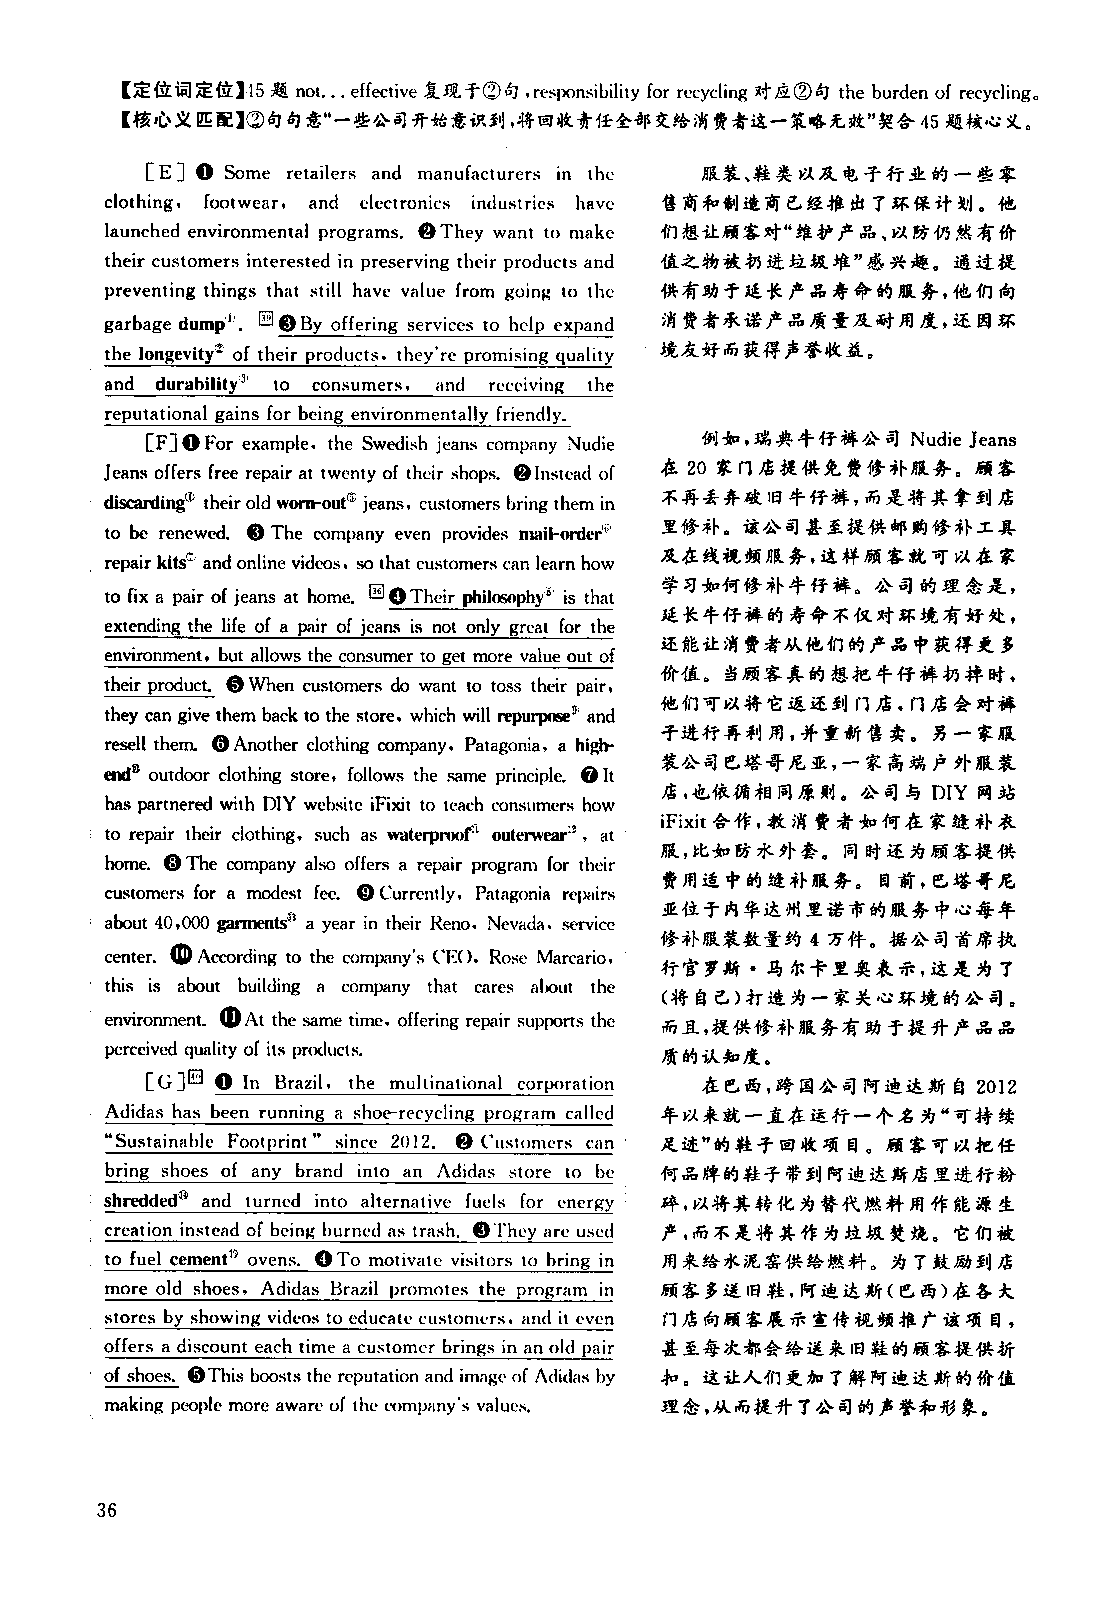 【定位词定位】45 题 not... effective 复现于②句,responsibility for recycling 对应②句 the burden of recycling。
【核心义匹配】②句句意“一些公司开始意识到,将回收责任全部交给消费者这一策略无效”契合 45 题核心义。
[E] ❶ Some retailers and manufacturers in the
clothing, footwear, and electronics industries have
launched environmental programs. ❷They want to make
their customers interested in preserving their products and
preventing things that still have value from going to the
garbage dump①. 39❸By offering services to help expand
the longevity② of their products, they're promising quality
and durability③ to consumers, and receiving the
reputational gains for being environmentally friendly.
[F]❶For example, the Swedish jeans company Nudie
Jeans offers free repair at twenty of their shops. ❷Instead of
discarding④ their old worn-out⑤ jeans, customers bring them in
to be renewed. ❸ The company even provides mail-order⑥
repair kits⑦ and online videos, so that customers can learn how
to fix a pair of jeans at home. 36❹Their philosophy⑧ is that
extending the life of a pair of jeans is not only great for the
environment, but allows the consumer to get more value out of
their product. ❺When customers do want to toss their pair,
they can give them back to the store, which will repurpose⑨ and
resell them. ❻Another clothing company, Patagonia, a high-
end⑩ outdoor clothing store, follows the same principle. ❼It
has partnered with DIY website iFixit to teach consumers how
to repair their clothing, such as waterproof⑪ outerwear⑫, at
home. ❽The company also offers a repair program for their
customers for a modest fee. ❾Currently, Patagonia repairs
about 40,000 garments⑬ a year in their Reno, Nevada, service
center. ❿According to the company's CEO, Rose Marcario,
this is about building a company that cares about the
environment. ⓫At the same time, offering repair supports the
perceived quality of its products.
[G]40 ❶ In Brazil, the multinational corporation
Adidas has been running a shoe-recycling program called
“Sustainable Footprint” since 2012. ❷ Customers can
bring shoes of any brand into an Adidas store to be
shredded⑭ and turned into alternative fuels for energy
creation instead of being burned as trash. ❸They are used
to fuel cement⑮ ovens. ❹To motivate visitors to bring in
more old shoes, Adidas Brazil promotes the program in
stores by showing videos to educate customers, and it even
offers a discount each time a customer brings in an old pair
of shoes. ❺This boosts the reputation and image of Adidas by
making people more aware of the company's values.
服装、鞋类以及电子行业的一些零
售商和制造商已经推出了环保计划。他
们想让顾客对“维护产品、以防仍然有价
值之物被扔进垃圾堆”感兴趣。通过提
供有助于延长产品寿命的服务,他们向
消费者承诺产品质量及耐用度,还因环
境友好而获得声誉收益。
例如,瑞典牛仔裤公司 Nudie Jeans
在 20 家门店提供免费修补服务。顾客
不再丢弃破旧牛仔裤,而是将其拿到店
里修补。该公司甚至提供邮购修补工具
及在线视频服务,这样顾客就可以在家
学习如何修补牛仔裤。公司的理念是,
延长牛仔裤的寿命不仅对环境有好处,
还能让消费者从他们的产品中获得更多
价值。当顾客真的想把牛仔裤扔掉时,
他们可以将它返还到门店,门店会对裤
子进行再利用,并重新售卖。另一家服
装公司巴塔哥尼亚,一家高端户外服装
店,也依循相同原则。公司与 DIY 网站
iFixit 合作,教消费者如何在家缝补衣
服,比如防水外套。同时还为顾客提供
费用适中的缝补服务。目前,巴塔哥尼
亚位于内华达州里诺市的服务中心每年
修补服装数量约 4 万件。据公司首席执
行官罗斯·马尔卡里奥表示,这是为了
(将自己)打造为一家关心环境的公司。
而且,提供修补服务有助于提升产品品
质的认知度。
在巴西,跨国公司阿迪达斯自 2012
年以来就一直在运行一个名为“可持续
足迹”的鞋子回收项目。顾客可以把任
何品牌的鞋子带到阿迪达斯店里进行粉
碎,以将其转化为替代燃料用作能源生
产,而不是将其作为垃圾焚烧。它们被
用来给水泥窑供给燃料。为了鼓励到店
顾客多送旧鞋,阿迪达斯(巴西)在各大
门店向顾客展示宣传视频推广该项目,
甚至每次都会给送来旧鞋的顾客提供折
扣。这让人们更加了解阿迪达斯的价值
理念,从而提升了公司的声誉和形象。
36